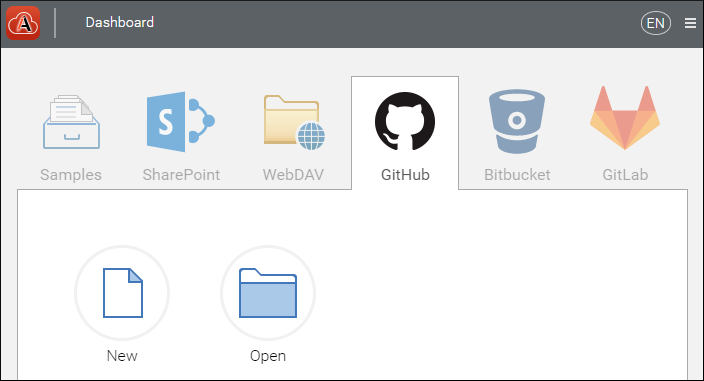 Dashboard
EN
Samples
SharePoint
WebDAV
GitHub
Bitbucket
GitLab
New
Open